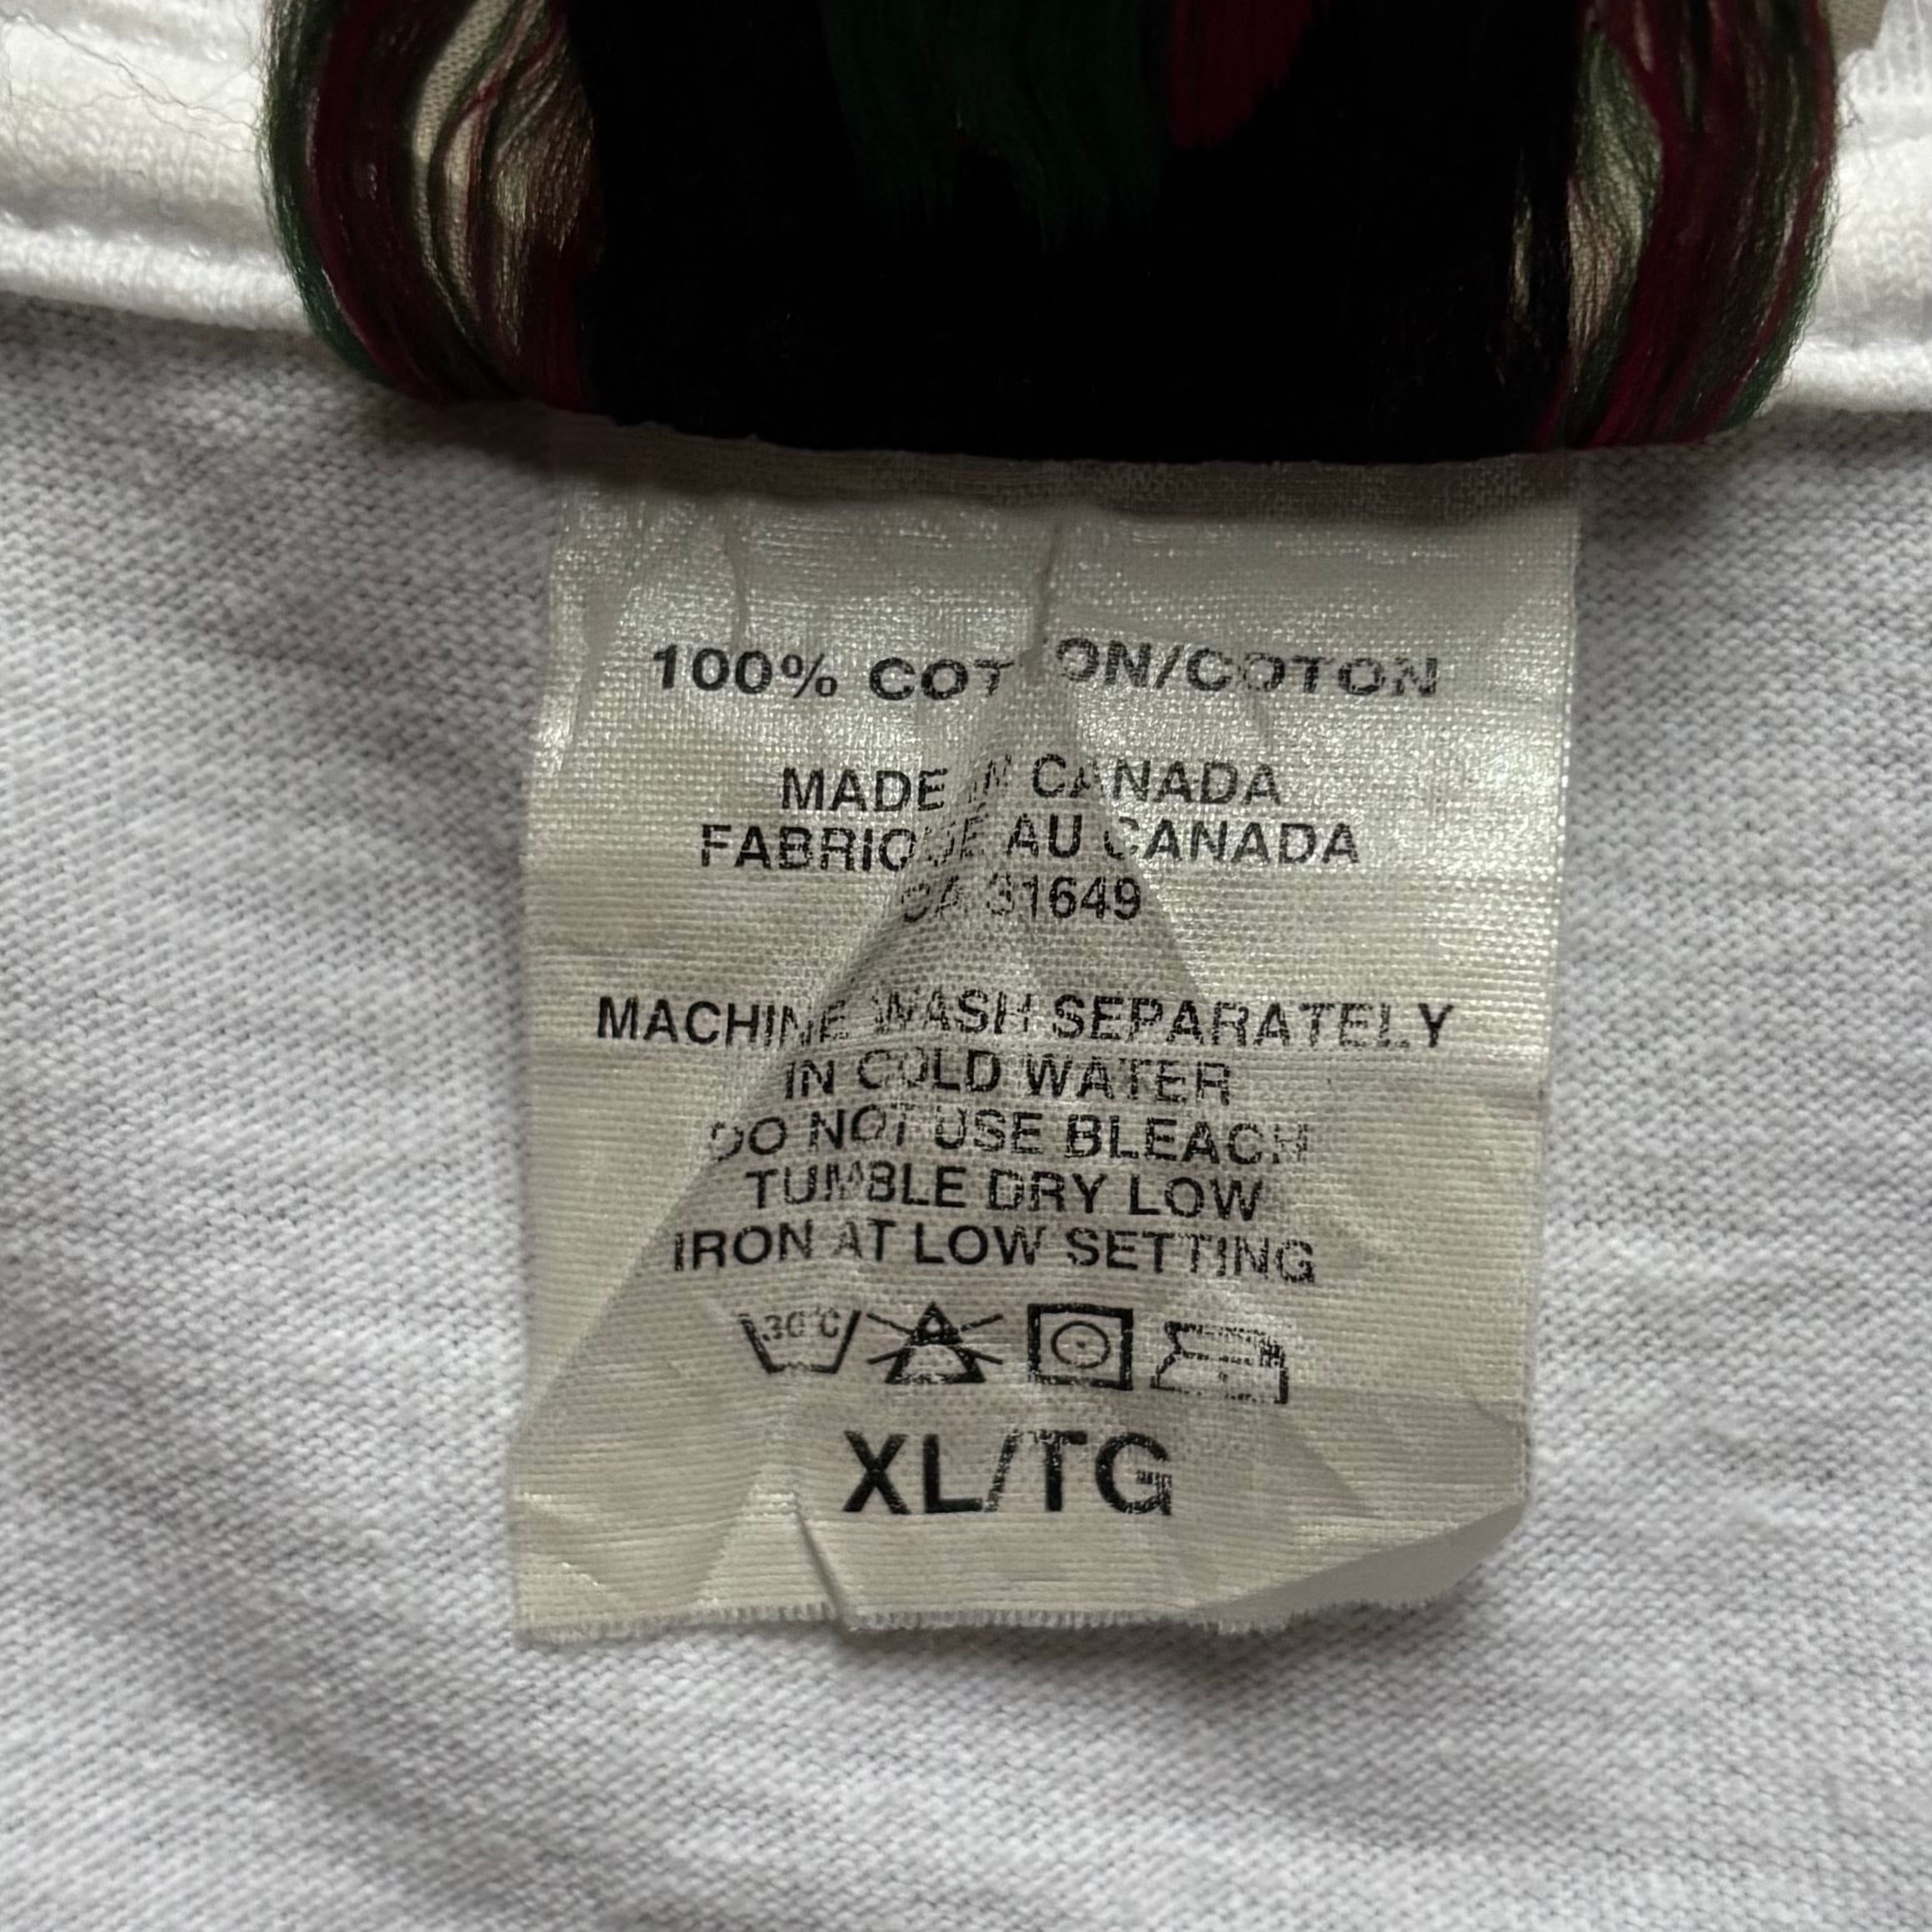 100% COTTON/COTON
MADE IN CANADA
FABRIQUE AU CANADA
CA 31649
MACHINE WASH SEPARATELY
IN COLD WATER
DO NOT USE BLEACH
TUMBLE DRY LOW
IRON AT LOW SETTING
30°C
XL/TG